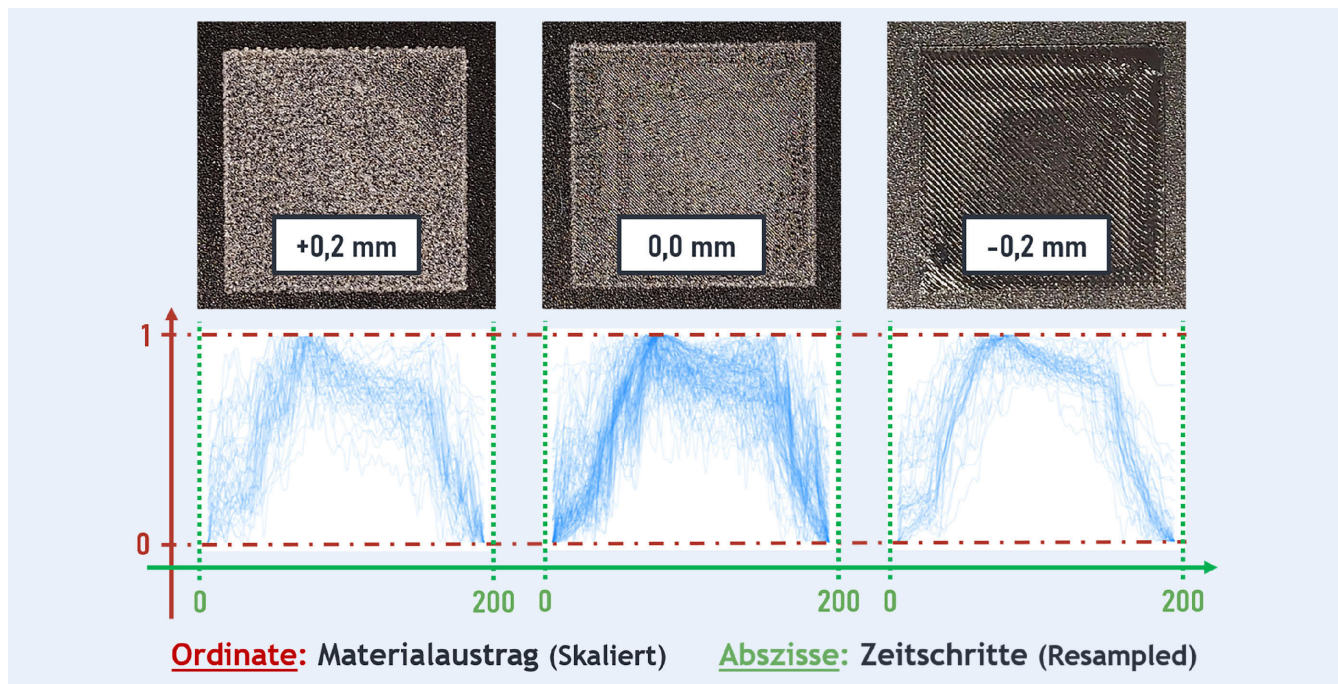 +0,2 mm
0,0 mm
-0,2 mm
1
0
0 200 0 200 0 200
Ordinate: Materialaustrag (Skaliert) Abszisse: Zeitschritte (Resampled)